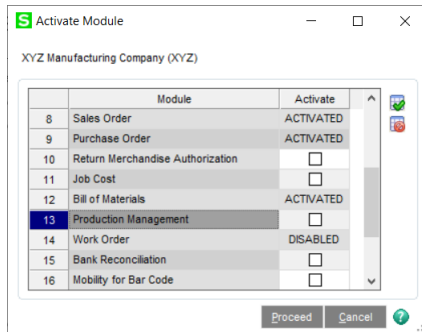 S Activate Module
XYZ Manufacturing Company (XYZ)
Module Activate
8 Sales Order ACTIVATED
9 Purchase Order ACTIVATED
10 Return Merchandise Authorization
11 Job Cost
12 Bill of Materials ACTIVATED
13 Production Management
14 Work Order DISABLED
15 Bank Reconciliation
16 Mobility for Bar Code
Proceed Cancel ?